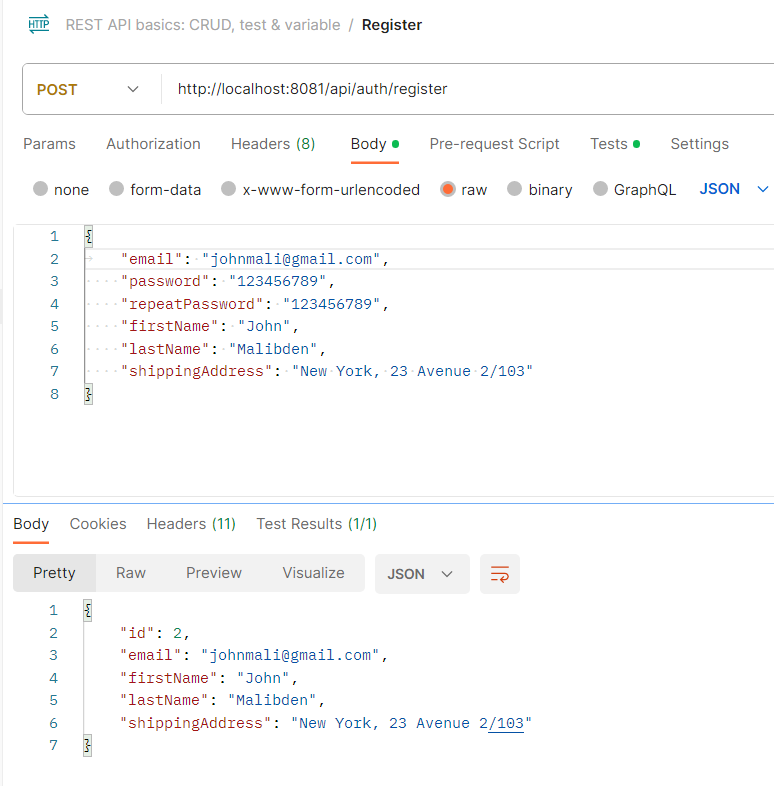 HTTP REST API basics: CRUD, test & variable / Register
POST http://localhost:8081/api/auth/register
Params Authorization Headers (8) Body Pre-request Script Tests Settings
none form-data x-www-form-urlencoded raw binary GraphQL JSON
1 {
2 "email": "johnmali@gmail.com",
3 "password": "123456789",
4 "repeatPassword": "123456789",
5 "firstName": "John",
6 "lastName": "Malibden",
7 "shippingAddress": "New York, 23 Avenue 2/103"
8 }
Body Cookies Headers (11) Test Results (1/1)
Pretty Raw Preview Visualize JSON
1 {
2 "id": 2,
3 "email": "johnmali@gmail.com",
4 "firstName": "John",
5 "lastName": "Malibden",
6 "shippingAddress": "New York, 23 Avenue 2/103"
7 }